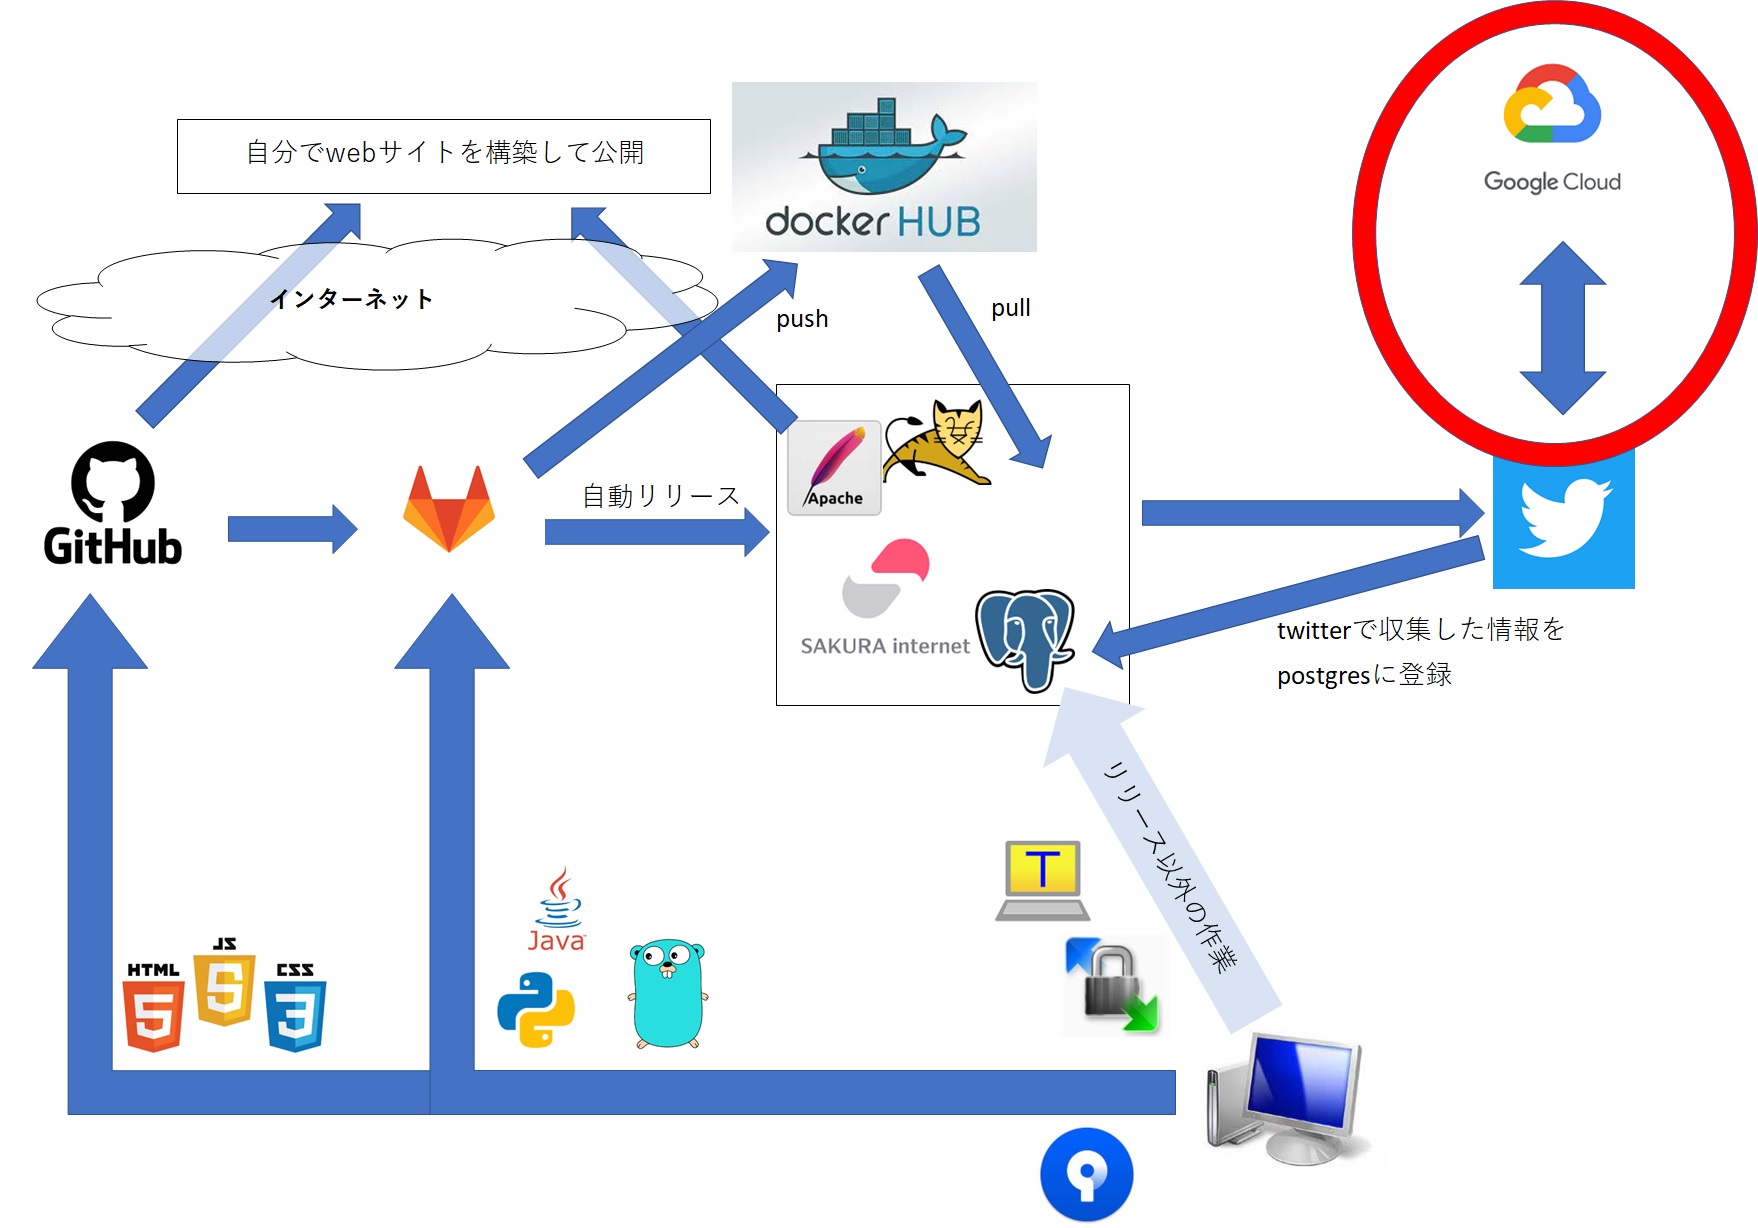 自分でwebサイトを構築して公開
docker HUB
Google Cloud
インターネット
push
pull
GitHub
自動リリース
Apache
SAKURA internet
twitterで収集した情報を
postgresに登録
リリース以外の作業
T
Java
JS
HTML
CSS
5
5
3